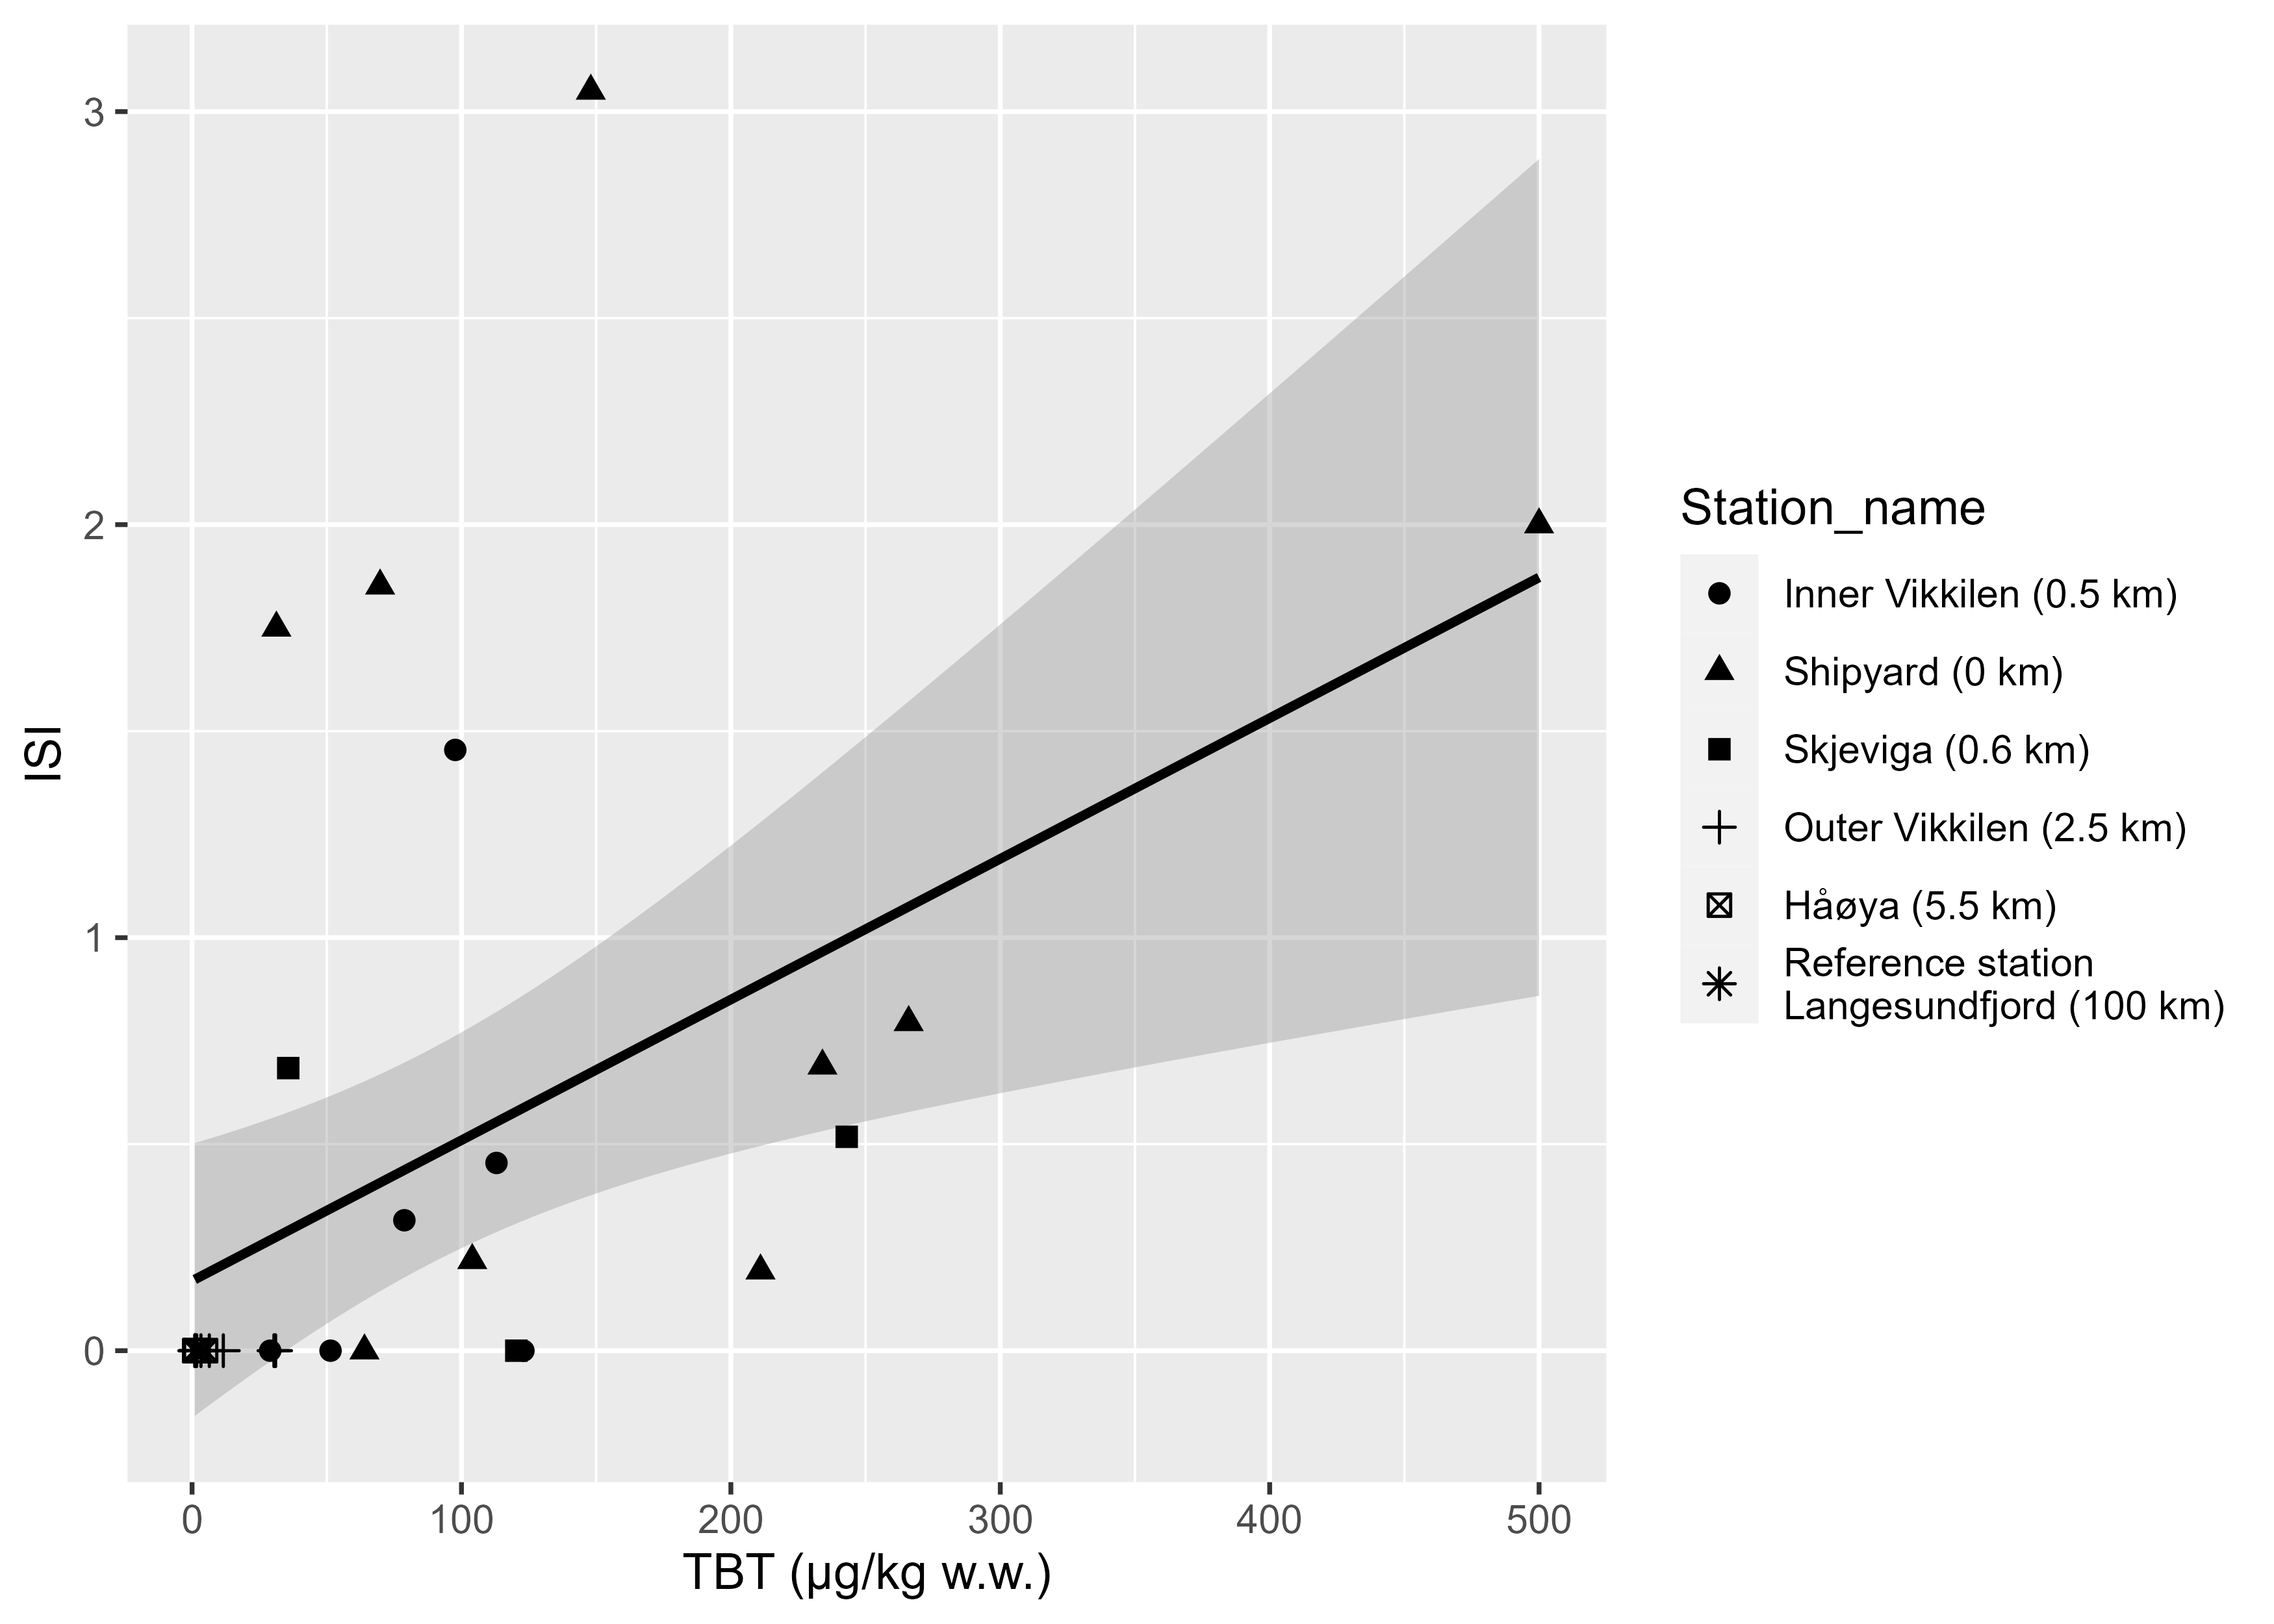 3
2
1
0
ISI
0 100 200 300 400 500
TBT (µg/kg w.w.)
Station_name
Inner Vikkilen (0.5 km)
Shipyard (0 km)
Skjeviga (0.6 km)
Outer Vikkilen (2.5 km)
Håøya (5.5 km)
Reference station
Langesundfjord (100 km)